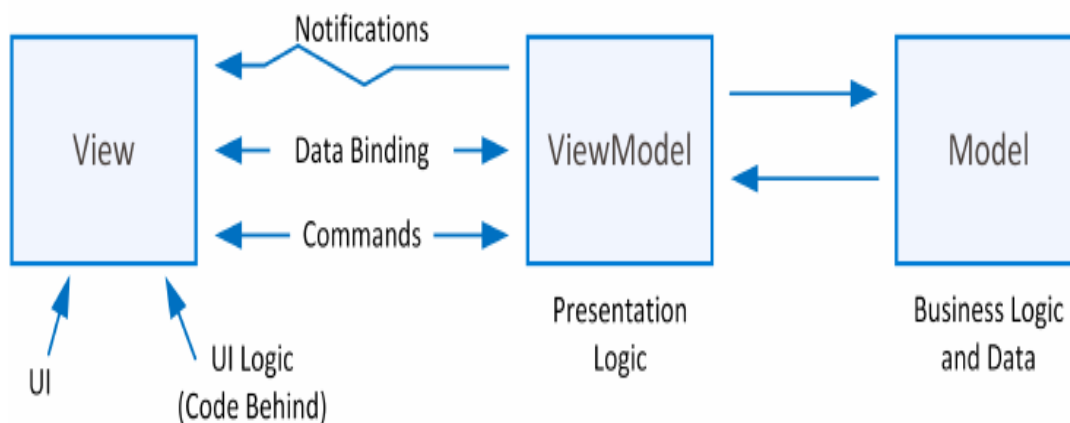 Notifications
View
Data Binding
ViewModel
Model
Commands
Presentation
Logic
Business Logic
and Data
UI
UI Logic
(Code Behind)